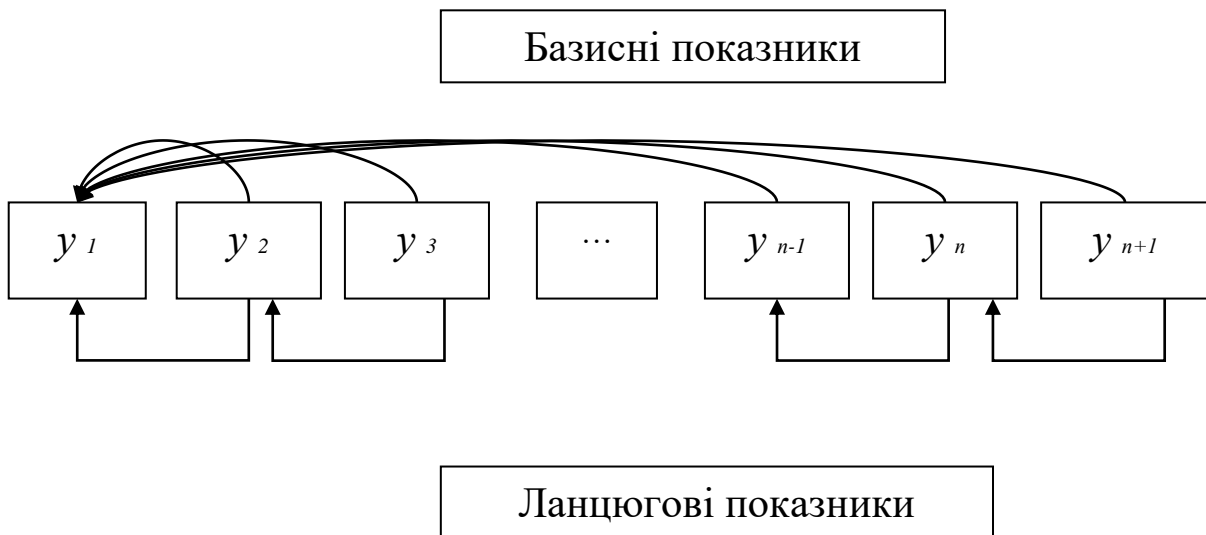 Базисні показники
y 1 y 2 y 3 ... y n-1 y n y n+1
Ланцюгові показники